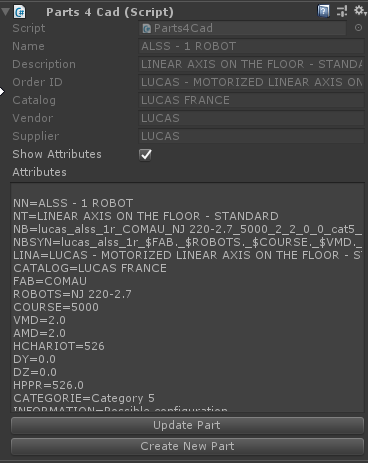 Parts 4 Cad (Script)
Script Parts4Cad
Name ALSS - 1 ROBOT
Description LINEAR AXIS ON THE FLOOR - STANDA
Order ID LUCAS - MOTORIZED LINEAR AXIS ON
Catalog LUCAS FRANCE
Vendor LUCAS
Supplier LUCAS
Show Attributes
Attributes
NN=ALSS - 1 ROBOT
NT=LINEAR AXIS ON THE FLOOR - STANDARD
NB=lucas_alss_1r_COMAU_NJ 220-2.7_5000_2_2_0_0_cat5_
NBSYN=lucas_alss_1r_$FAB._$ROBOTS._$COURSE._$VMD._
LINA=LUCAS - MOTORIZED LINEAR AXIS ON THE FLOOR - ST
CATALOG=LUCAS FRANCE
FAB=COMAU
ROBOTS=NJ 220-2.7
COURSE=5000
VMD=2.0
AMD=2.0
HCHARIOT=526
DY=0.0
DZ=0.0
HPPR=526.0
CATEGORIE=Category 5
INFORMATION=Possible configuration
Update Part
Create New Part